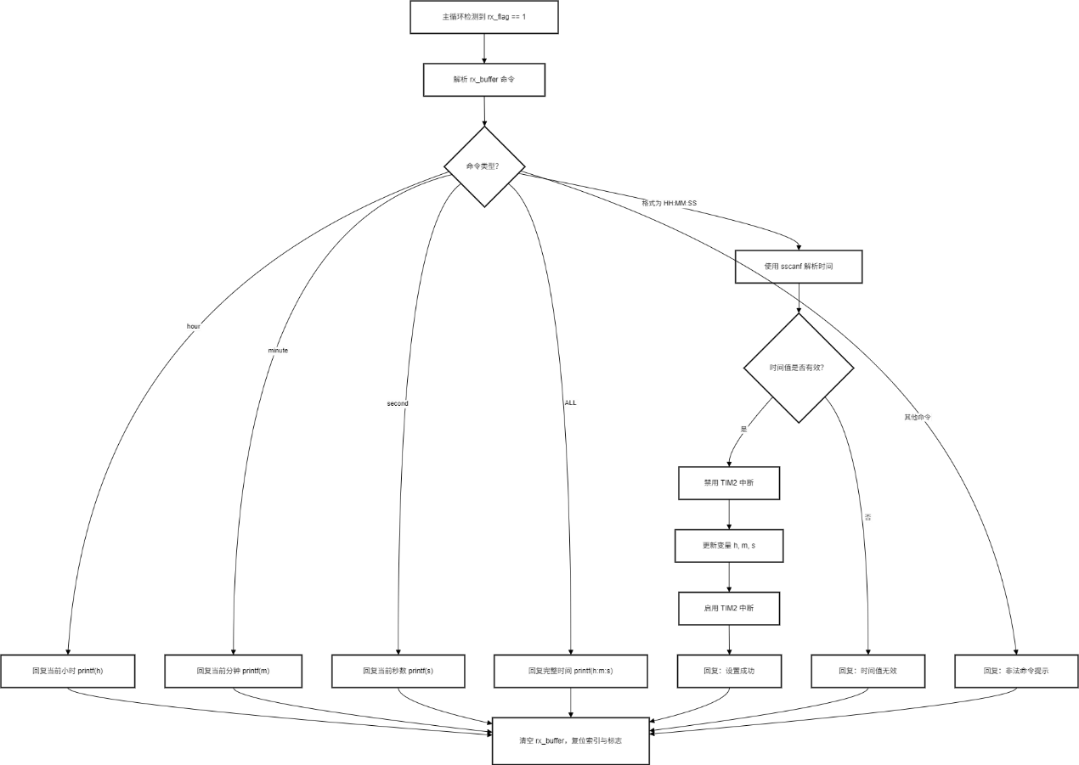 主循环检测到 rx_flag == 1
解析 rx_buffer 命令
命令类型?
格式为 HH:MM:SS
使用 sscanf 解析时间
hour
minute
时间值是否有效?
second
ALL
其他命令
是
禁用 TIM2 中断
否
更新变量 h, m, s
启用 TIM2 中断
回复当前小时 printf(h)
回复当前分钟 printf(m)
回复当前秒数 printf(s)
回复完整时间 printf(h:m:s)
回复：设置成功
回复：时间值无效
回复：非法命令提示
清空 rx_buffer，复位索引与标志